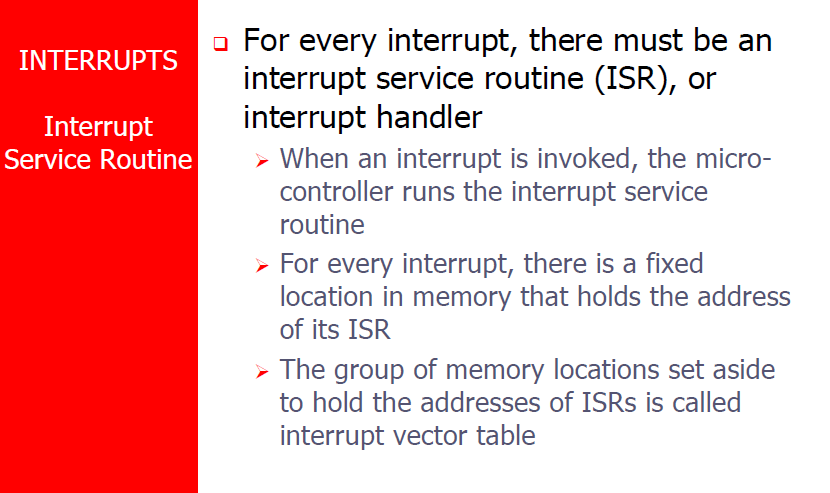 INTERRUPTS
Interrupt
Service Routine
For every interrupt, there must be an
interrupt service routine (ISR), or
interrupt handler
When an interrupt is invoked, the micro-
controller runs the interrupt service
routine
For every interrupt, there is a fixed
location in memory that holds the address
of its ISR
The group of memory locations set aside
to hold the addresses of ISRs is called
interrupt vector table